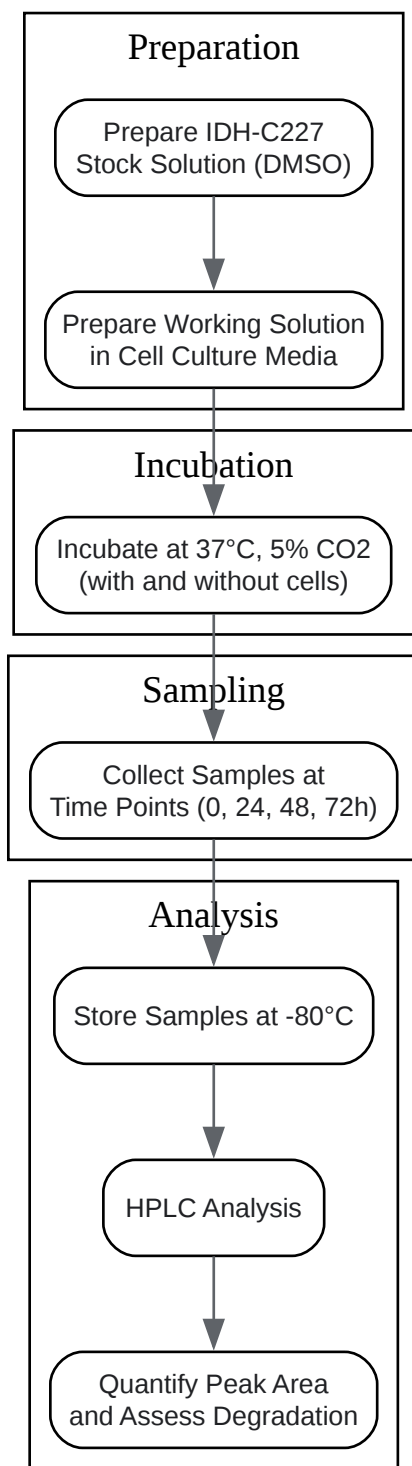 Preparation
Prepare IDH-C227
Stock Solution (DMSO)
Prepare Working Solution
in Cell Culture Media
Incubation
Incubate at 37°C, 5% CO2
(with and without cells)
Sampling
Collect Samples at
Time Points (0, 24, 48, 72h)
Analysis
Store Samples at -80°C
HPLC Analysis
Quantify Peak Area
and Assess Degradation